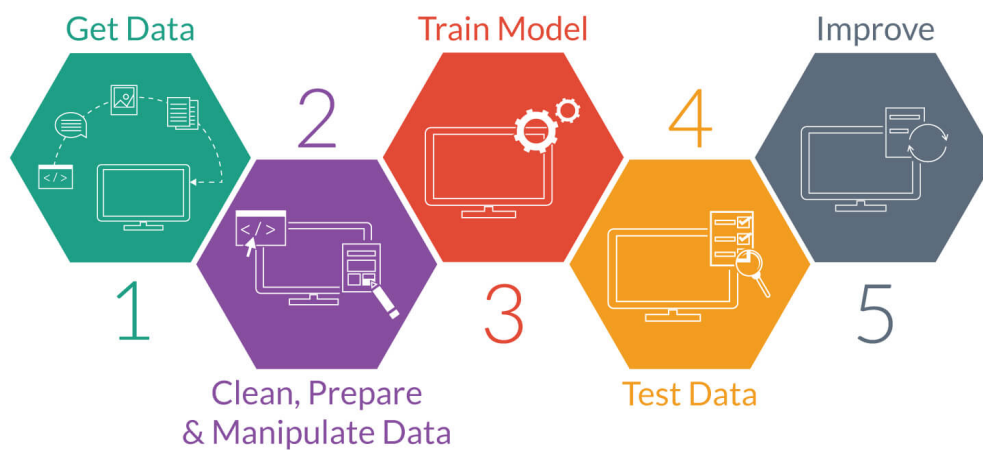 Get Data
1
2
Clean, Prepare
& Manipulate Data
Train Model
3
4
Test Data
Improve
5
</>
</>